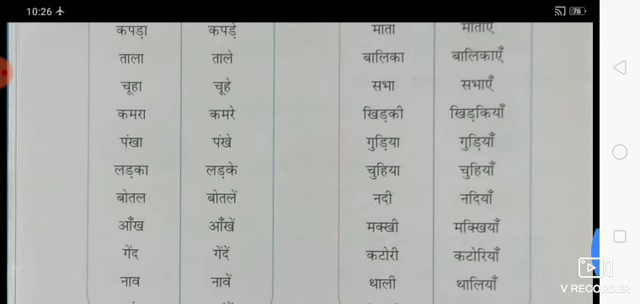 10:26
76
कपड़ा कपड़े माता माताएँ
ताला ताले बालिका बालिकाएँ
चूहा चूहे सभा सभाएँ
कमरा कमरे खिड़की खिड़कियाँ
पंखा पंखे गुड़िया गुड़ियाँ
लड़का लड़के चुहिया चुहियाँ
बोतल बोतलें नदी नदियाँ
आँख आँखें मक्खी मक्खियाँ
गेंद गेंदें कटोरी कटोरियाँ
नाव नावें थाली थालियाँ
V RECORDER